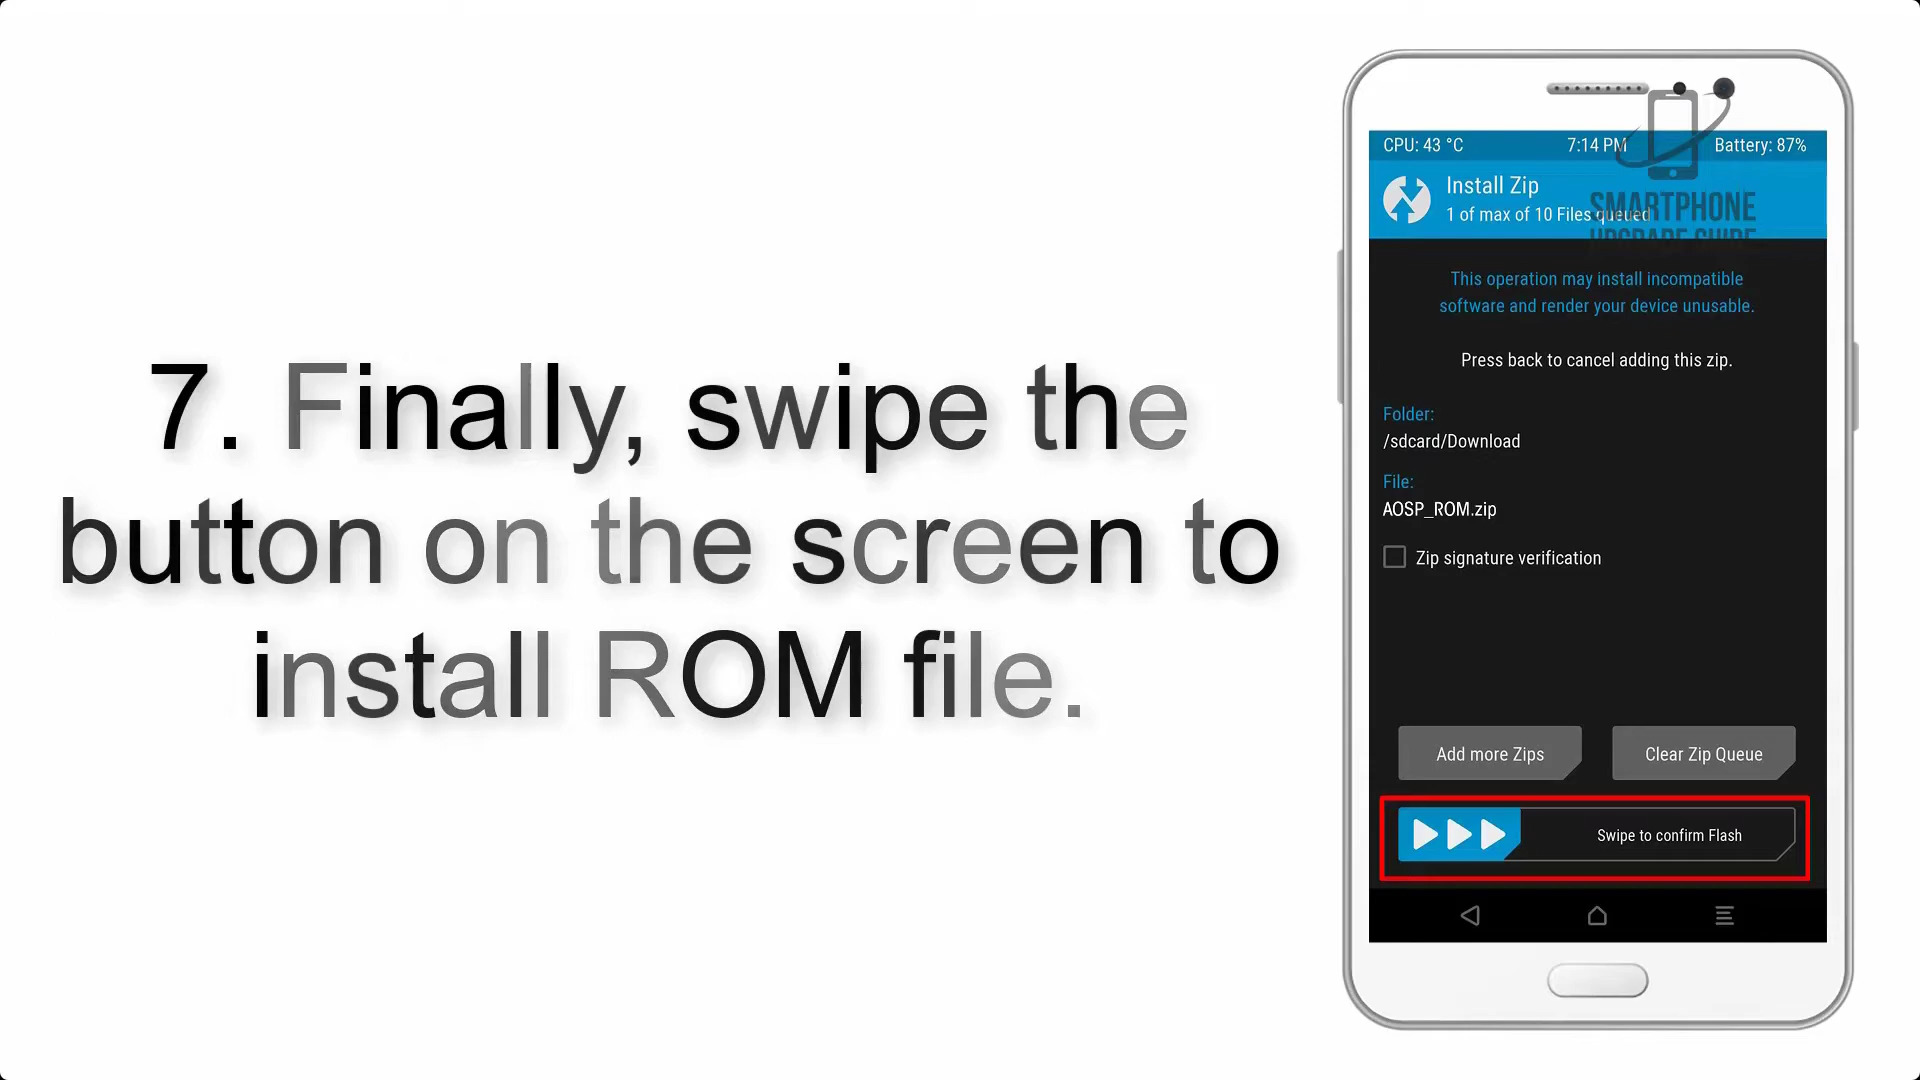 7. Finally, swipe the
button on the screen to
install ROM file.
CPU: 43 °C 7:14 PM Battery: 87%
Install Zip
1 of max of 10 Files queued
SMARTPHONE
UPGRADE GUIDE
This operation may install incompatible
software and render your device unusable.
Press back to cancel adding this zip.
Folder:
/sdcard/Download
File:
AOSP_ROM.zip
Zip signature verification
Add more Zips Clear Zip Queue
Swipe to confirm Flash